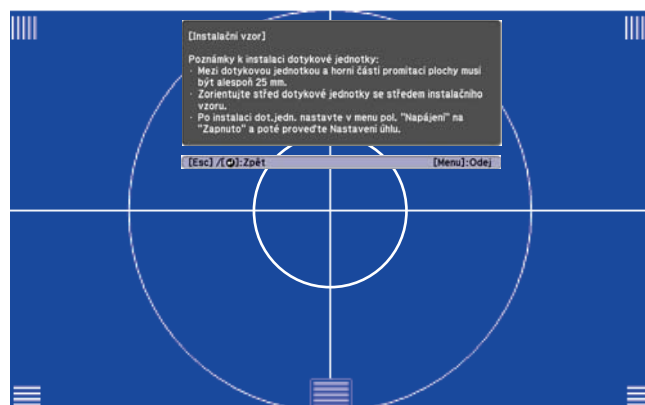 [Instalační vzor]
Poznámky k instalaci dotykové jednotky:
· Mezi dotykovou jednotkou a horní částí promítací plochy musí
být alespoň 25 mm.
· Zorientujte střed dotykové jednotky se středem instalačního
vzoru.
· Po instalaci dot.jedn. nastavte v menu pol. "Napájení" na
"Zapnuto" a poté proveďte Nastavení úhlu.
[Esc] /[⏎]:Zpět [Menu]:Odej